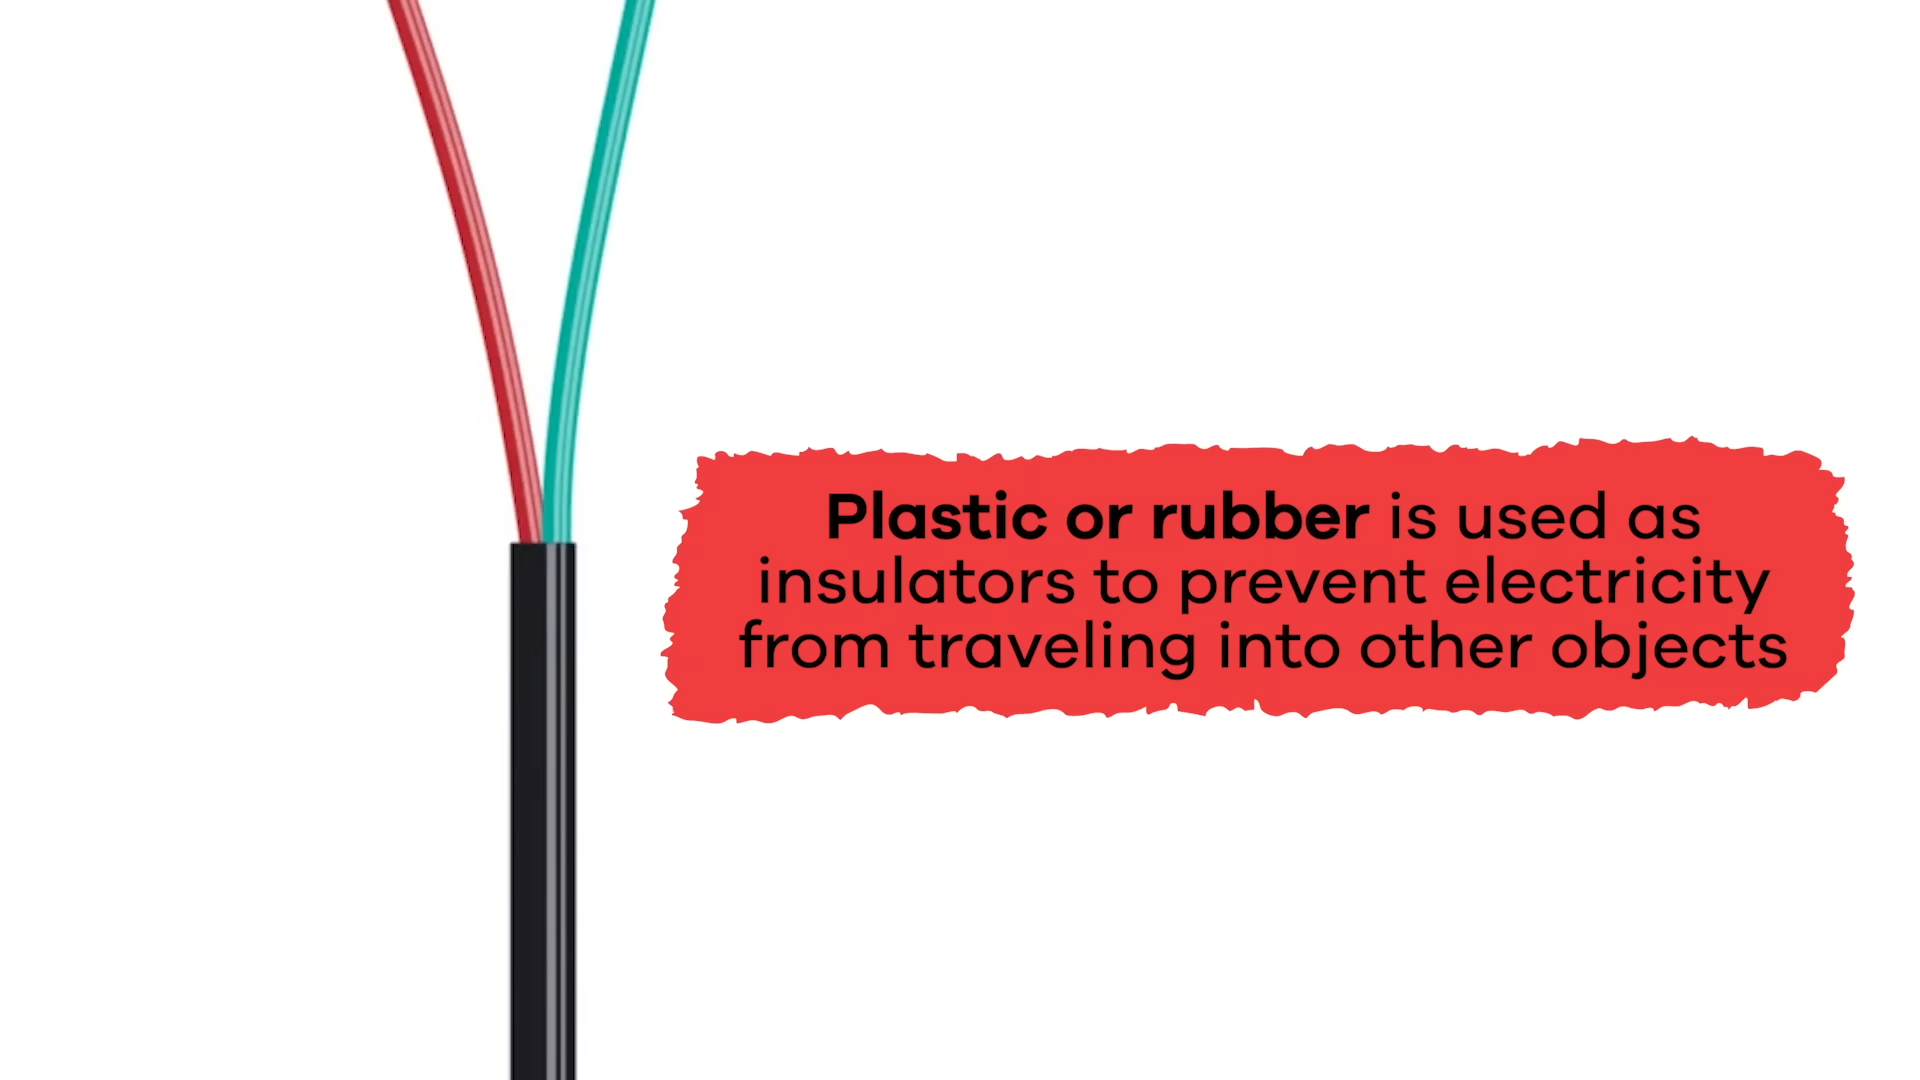 Plastic or rubber is used as
insulators to prevent electricity
from traveling into other objects